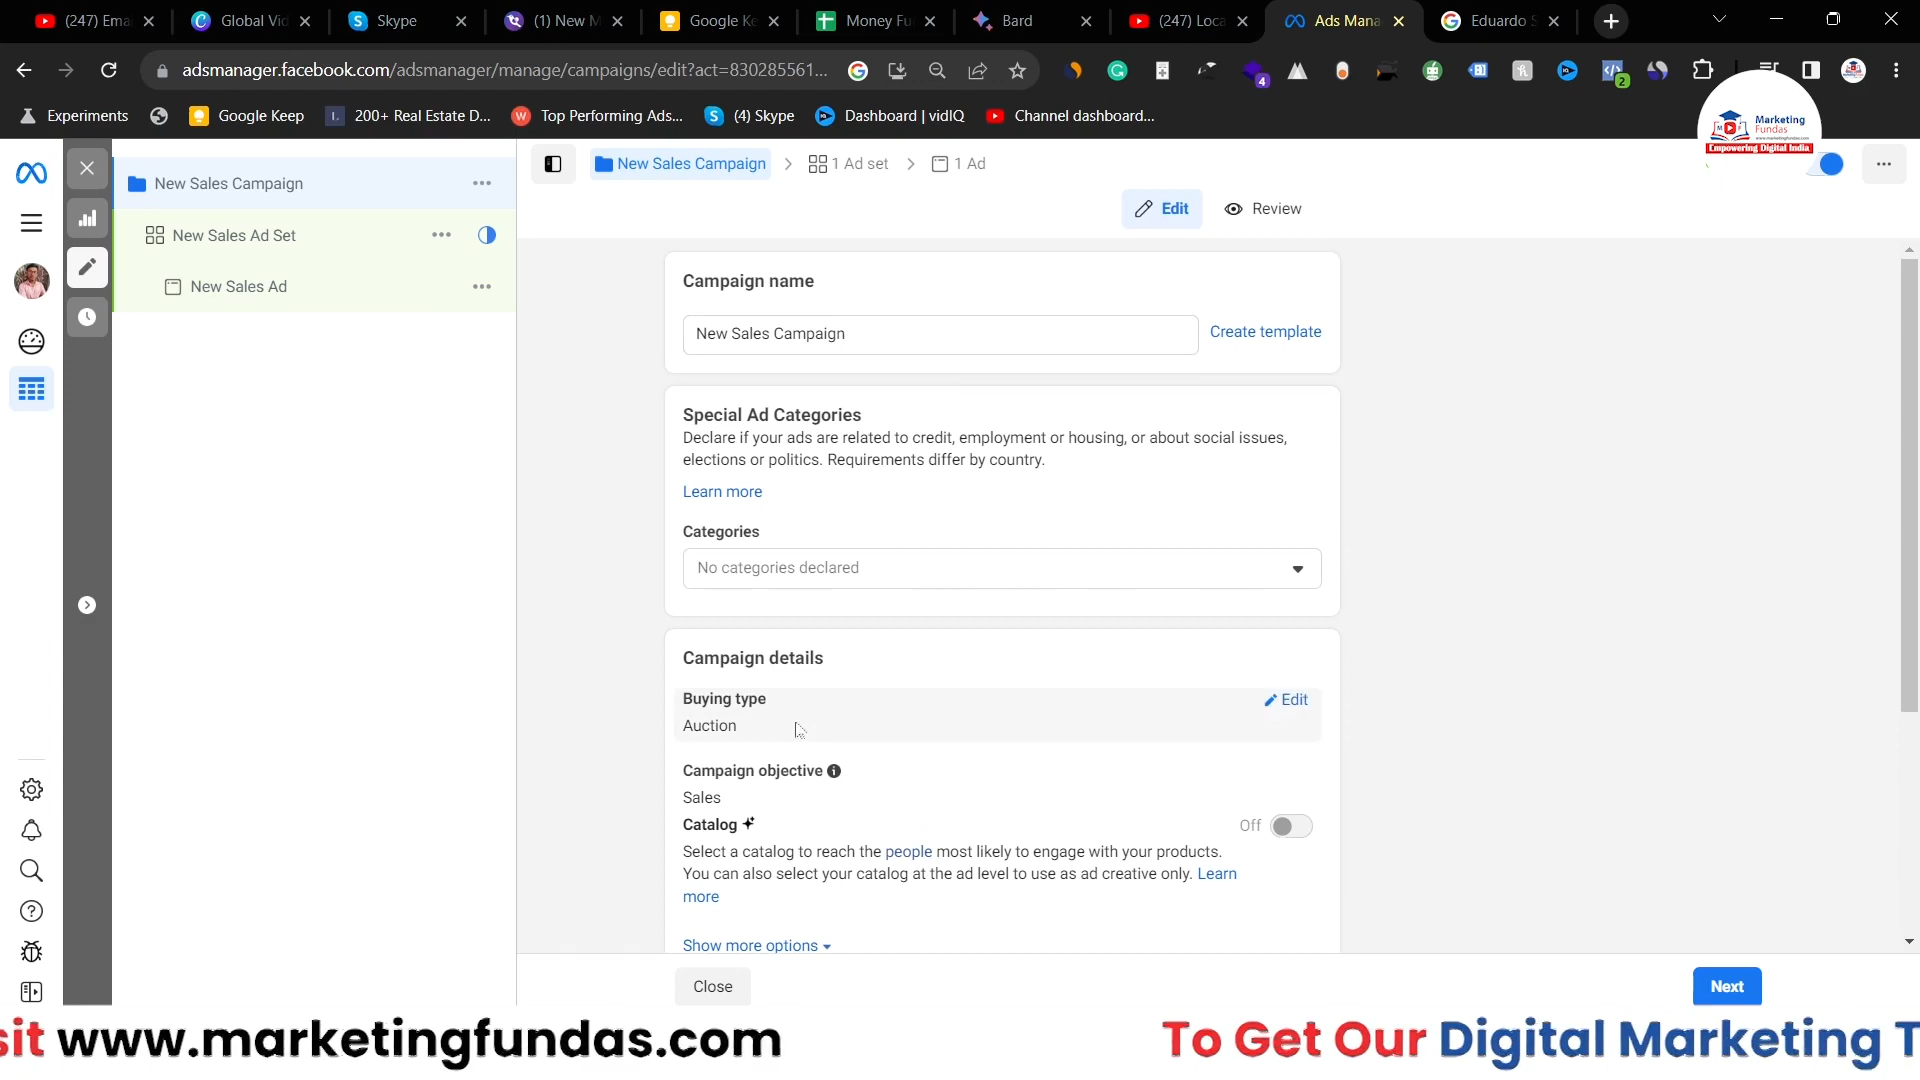 (247) Ema
Global Vid
Skype
(1) New M
Google Ke
Money Fu
Bard
(247) Loca
Ads Mana
Eduardo S
adsmanager.facebook.com/adsmanager/manage/campaigns/edit?act=830285561...
4
2
Experiments
Google Keep
200+ Real Estate D...
Top Performing Ads...
(4) Skype
Dashboard | vidIQ
Channel dashboard...
Marketing
Fundas
Empowering Digital India
New Sales Campaign
New Sales Ad Set
New Sales Ad
New Sales Campaign
1 Ad set
1 Ad
Edit
Review
Campaign name
New Sales Campaign
Create template
Special Ad Categories
Declare if your ads are related to credit, employment or housing, or about social issues,
elections or politics. Requirements differ by country.
Learn more
Categories
No categories declared
Campaign details
Buying type
Edit
Auction
Campaign objective
Sales
Catalog
Off
Select a catalog to reach the people most likely to engage with your products.
You can also select your catalog at the ad level to use as ad creative only. Learn
more
Show more options
Close
Next
sit www.marketingfundas.com
To Get Our Digital Marketing T